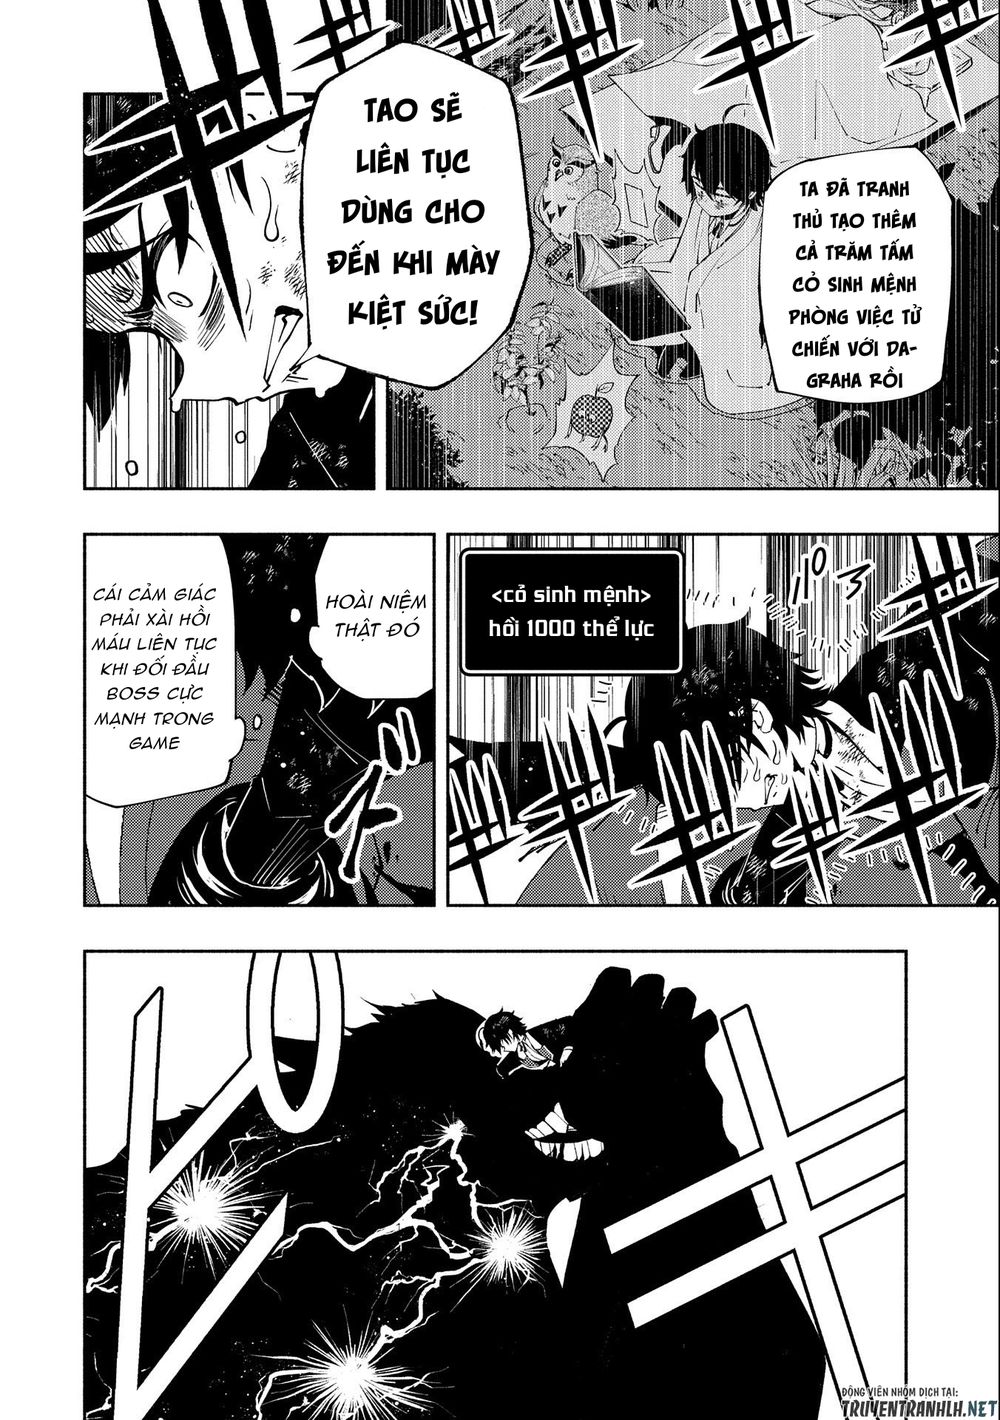 TA ĐÃ TRANH
THỦ TẠO THÊM
CẢ TRĂM TẤM
CỎ SINH MỆNH
PHÒNG VIỆC TỬ
CHIẾN VỚI DA-
GRAHA RỒI
TAO SẼ
LIÊN TỤC
DÙNG CHO
ĐẾN KHI MÀY
KIỆT SỨC!
<cỏ sinh mệnh>
hồi 1000 thể lực
HOÀI NIỆM
THẬT ĐÓ
CÁI CẢM GIÁC
PHẢI XÀI HỒI
MÁU LIÊN TỤC
KHI ĐỐI ĐẦU
BOSS CỰC
MẠNH TRONG
GAME
ĐỘNG VIÊN NHÓM DỊCH TẠI:
TRUYENTRANHLH.NET